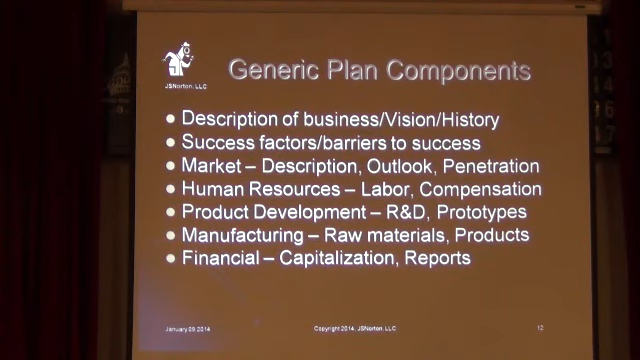 JSNorton, LLC
Generic Plan Components
Description of business/Vision/History
Success factors/barriers to success
Market – Description, Outlook, Penetration
Human Resources – Labor, Compensation
Product Development – R&D, Prototypes
Manufacturing – Raw materials, Products
Financial – Capitalization, Reports
January 09, 2014
Copyright 2014, JSNorton, LLC
12